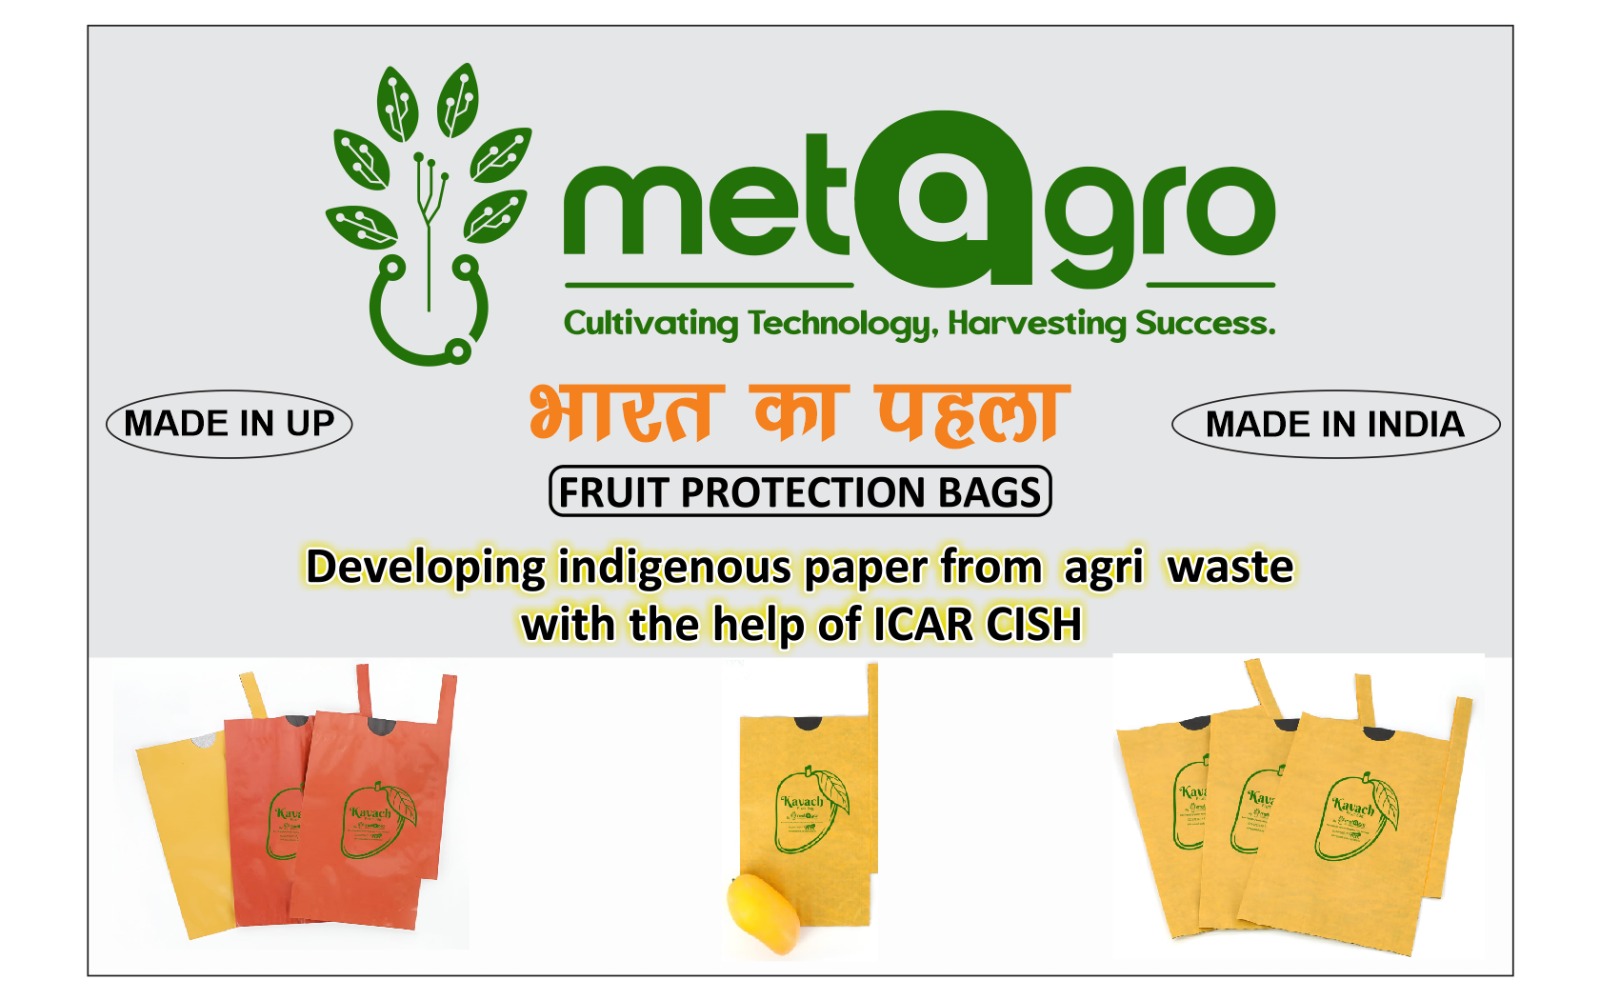 metagro
Cultivating Technology, Harvesting Success.
MADE IN UP
भारत का पहला
MADE IN INDIA
FRUIT PROTECTION BAGS
Developing indigenous paper from agri waste
with the help of ICAR CISH
Kavach
Kavach
Kavach